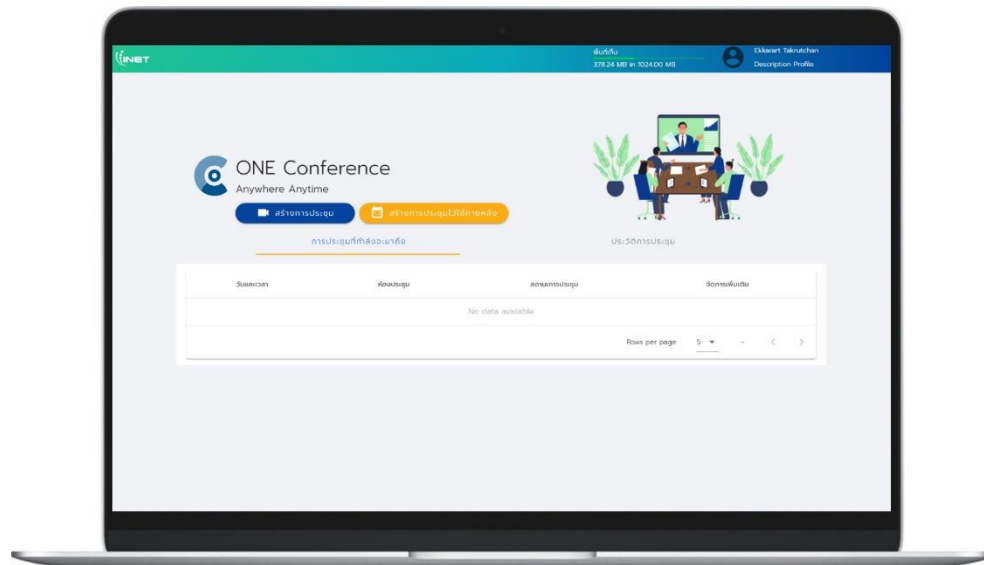 INET
พื้นที่เก็บ
378.24 MB in 1024.00 MB
Ekkarart Takrutchan
Description Profile
ONE Conference
Anywhere Anytime
สร้างการประชุม
สร้างการประชุมไว้ใช้ภายหลัง
การประชุมที่กำลังจะมาถึง
ประวัติการประชุม
วันและเวลา
ห้องประชุม
สถานะการประชุม
จัดการเพิ่มเติม
No data available
Rows per page
5
-